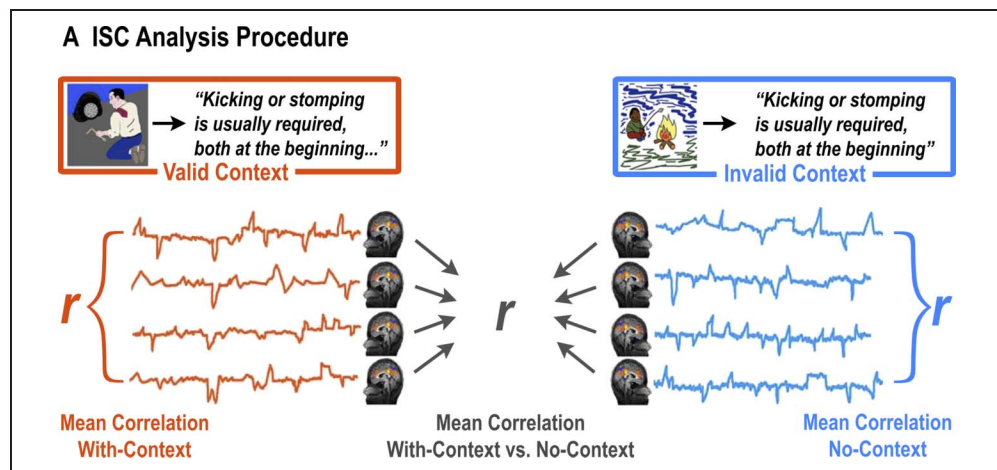 A ISC Analysis Procedure
“Kicking or stomping
is usually required,
both at the beginning...”
Valid Context
“Kicking or stomping
is usually required,
both at the beginning”
Invalid Context
r
r
r
Mean Correlation
With-Context
Mean Correlation
With-Context vs. No-Context
Mean Correlation
No-Context